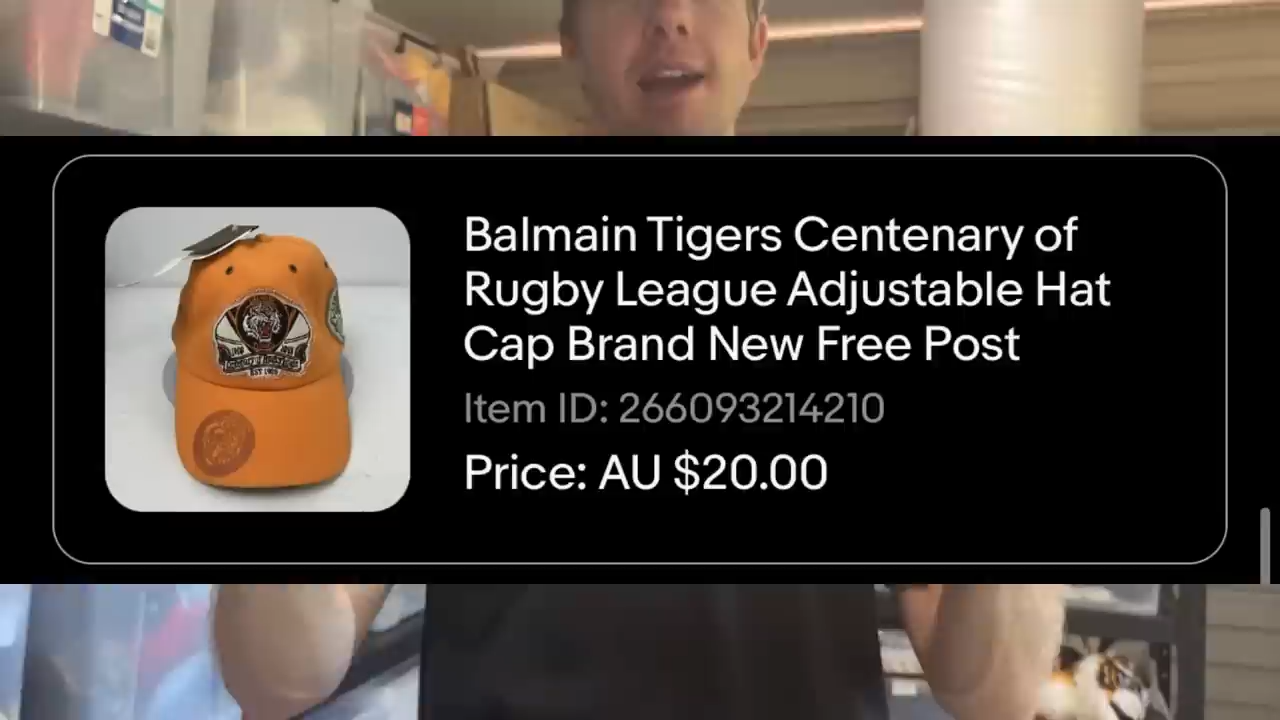 Balmain Tigers Centenary of
Rugby League Adjustable Hat
Cap Brand New Free Post
Item ID: 266093214210
Price: AU $20.00